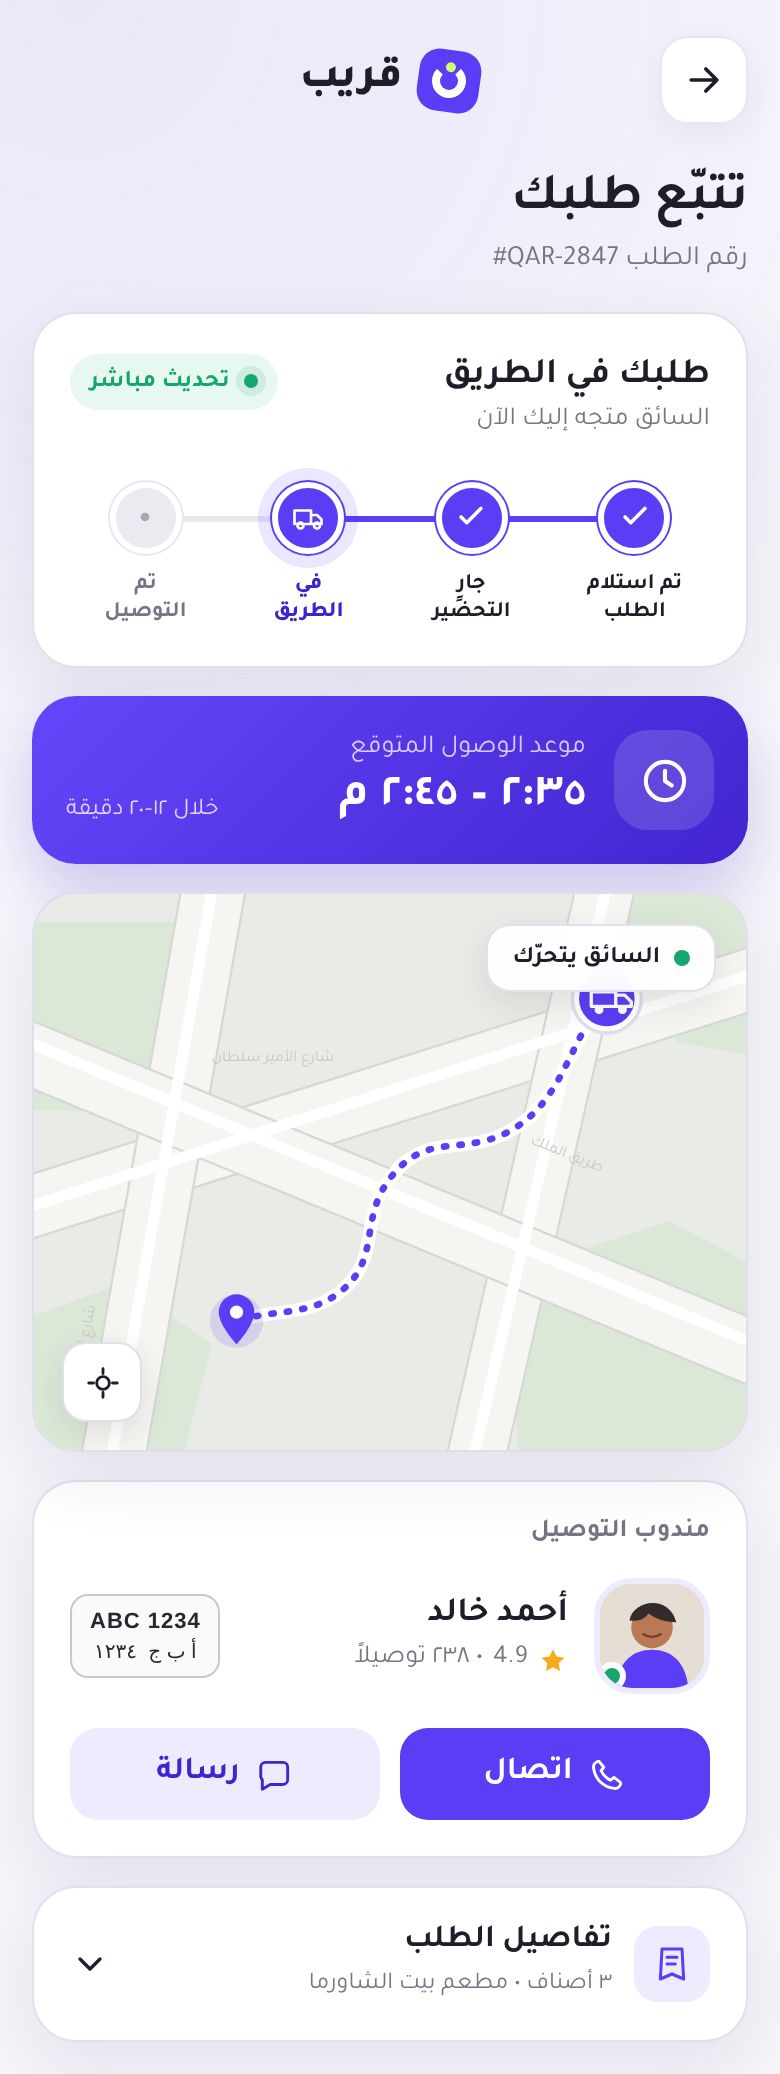 قريب
تتبّع طلبك
رقم الطلب QAR-2847#
طلبك في الطريق
تحديث مباشر
السائق متجه إليك الآن
تم استلام
الطلب
جارٍ
التحضير
في
الطريق
تم
التوصيل
موعد الوصول المتوقع
٢:٣٥ - ٢:٤٥ م
خلال ١٢-٢٠ دقيقة
السائق يتحرّك
شارع الأمير سلطان
طريق الملك
شارع
مندوب التوصيل
أحمد خالد
4.9 • ٢٣٨ توصيلاً
ABC 1234
أ ب ج ١٢٣٤
اتصال
رسالة
تفاصيل الطلب
٣ أصناف • مطعم بيت الشاورما